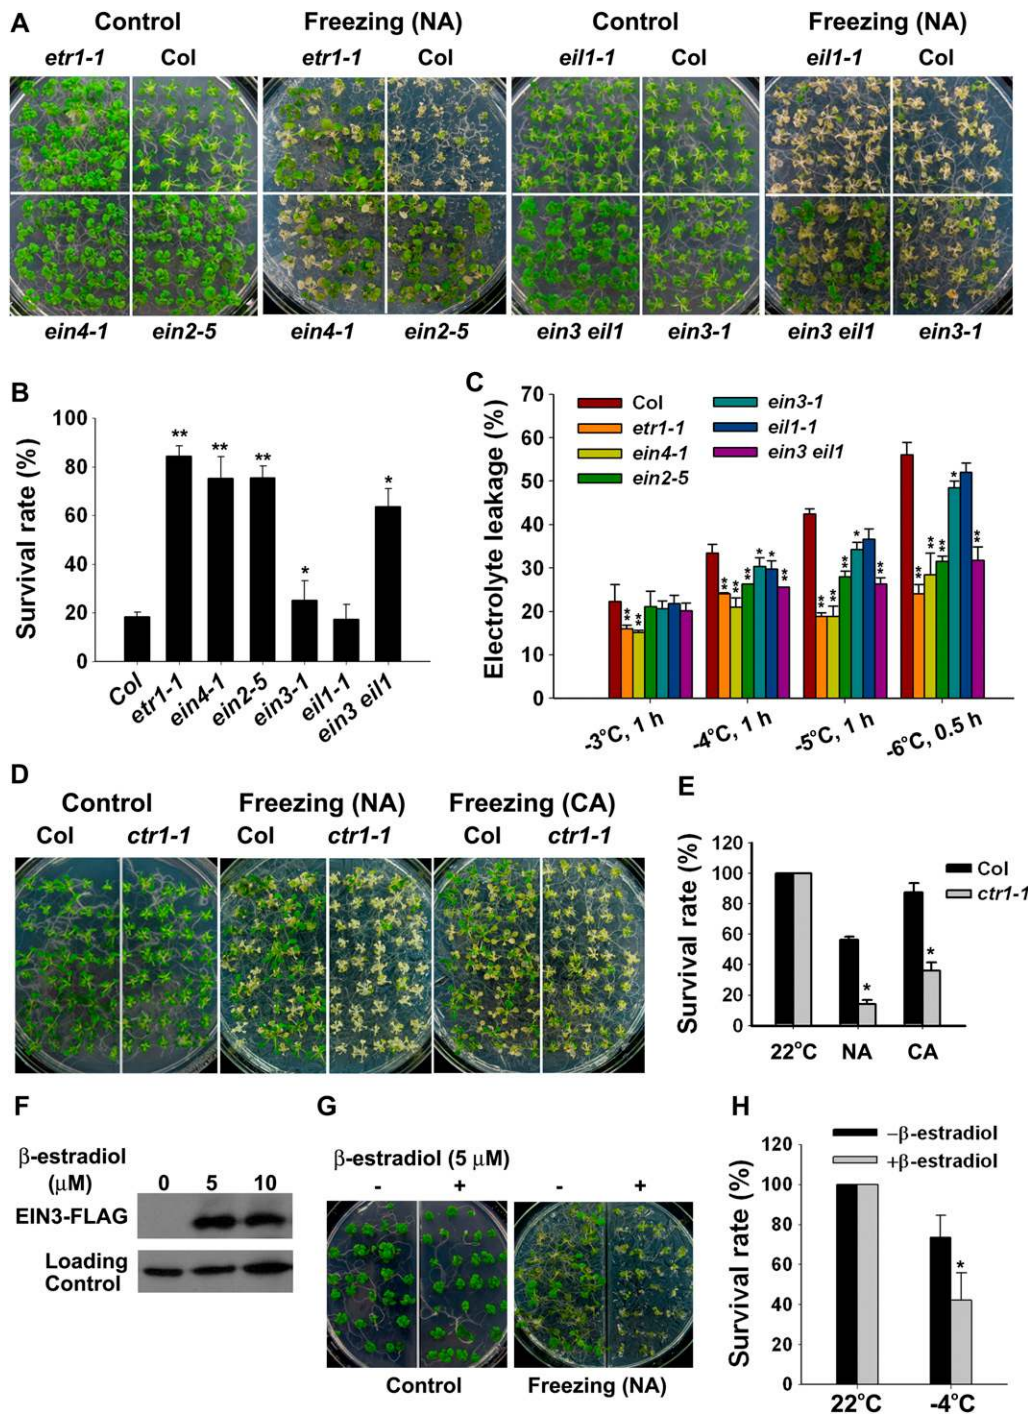 A
Control
Freezing (NA)
Control
Freezing (NA)
etr1-1 Col
etr1-1 Col
eil1-1 Col
eil1-1 Col
ein4-1 ein2-5
ein4-1 ein2-5
ein3 eil1 ein3-1
ein3 eil1 ein3-1
B
Survival rate (%)
100
80
60
40
20
0
**
**
**
*
*
Col
etr1-1
ein4-1
ein2-5
ein3-1
eil1-1
ein3 eil1
C
Electrolyte leakage (%)
70
60
50
40
30
20
10
0
Col
etr1-1
ein4-1
ein2-5
ein3-1
eil1-1
ein3 eil1
**
**
**
**
*
*
**
**
**
**
*
**
**
**
**
*
**
-3°C, 1 h
-4°C, 1 h
-5°C, 1 h
-6°C, 0.5 h
D
Control
Freezing (NA)
Freezing (CA)
Col ctr1-1
Col ctr1-1
Col ctr1-1
E
Survival rate (%)
120
100
80
60
40
20
0
Col
ctr1-1
*
*
22°C
NA
CA
F
β-estradiol
(μM)
0 5 10
EIN3-FLAG
Loading
Control
G
β-estradiol (5 μM)
- +
- +
Control
Freezing (NA)
H
Survival rate (%)
120
100
80
60
40
20
0
−β-estradiol
+β-estradiol
*
22°C
-4°C